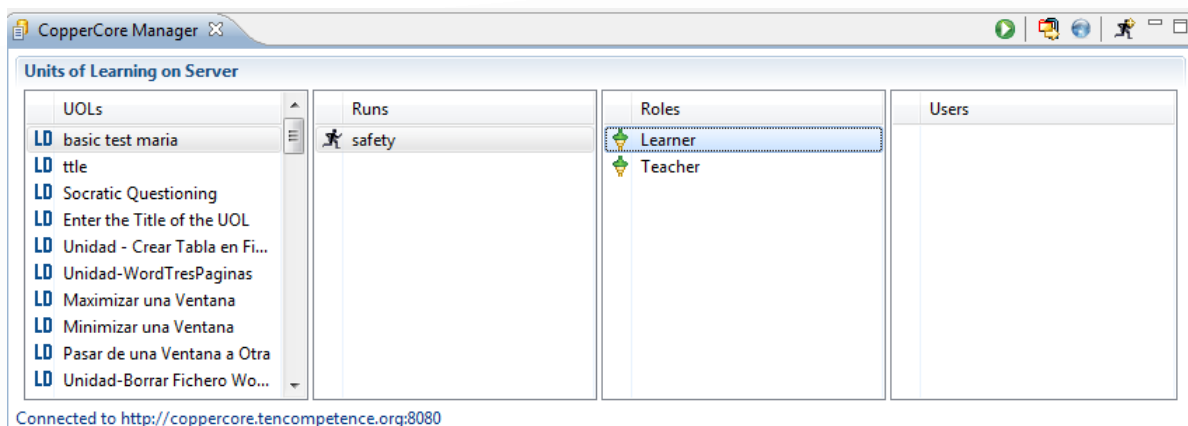 CopperCore Manager
Units of Learning on Server
UOLs Runs Roles Users
LD basic test maria safety Learner
LD ttle Teacher
LD Socratic Questioning
LD Enter the Title of the UOL
LD Unidad - Crear Tabla en Fi...
LD Unidad-WordTresPaginas
LD Maximizar una Ventana
LD Minimizar una Ventana
LD Pasar de una Ventana a Otra
LD Unidad-Borrar Fichero Wo...
Connected to http://coppercore.tencompetence.org:8080